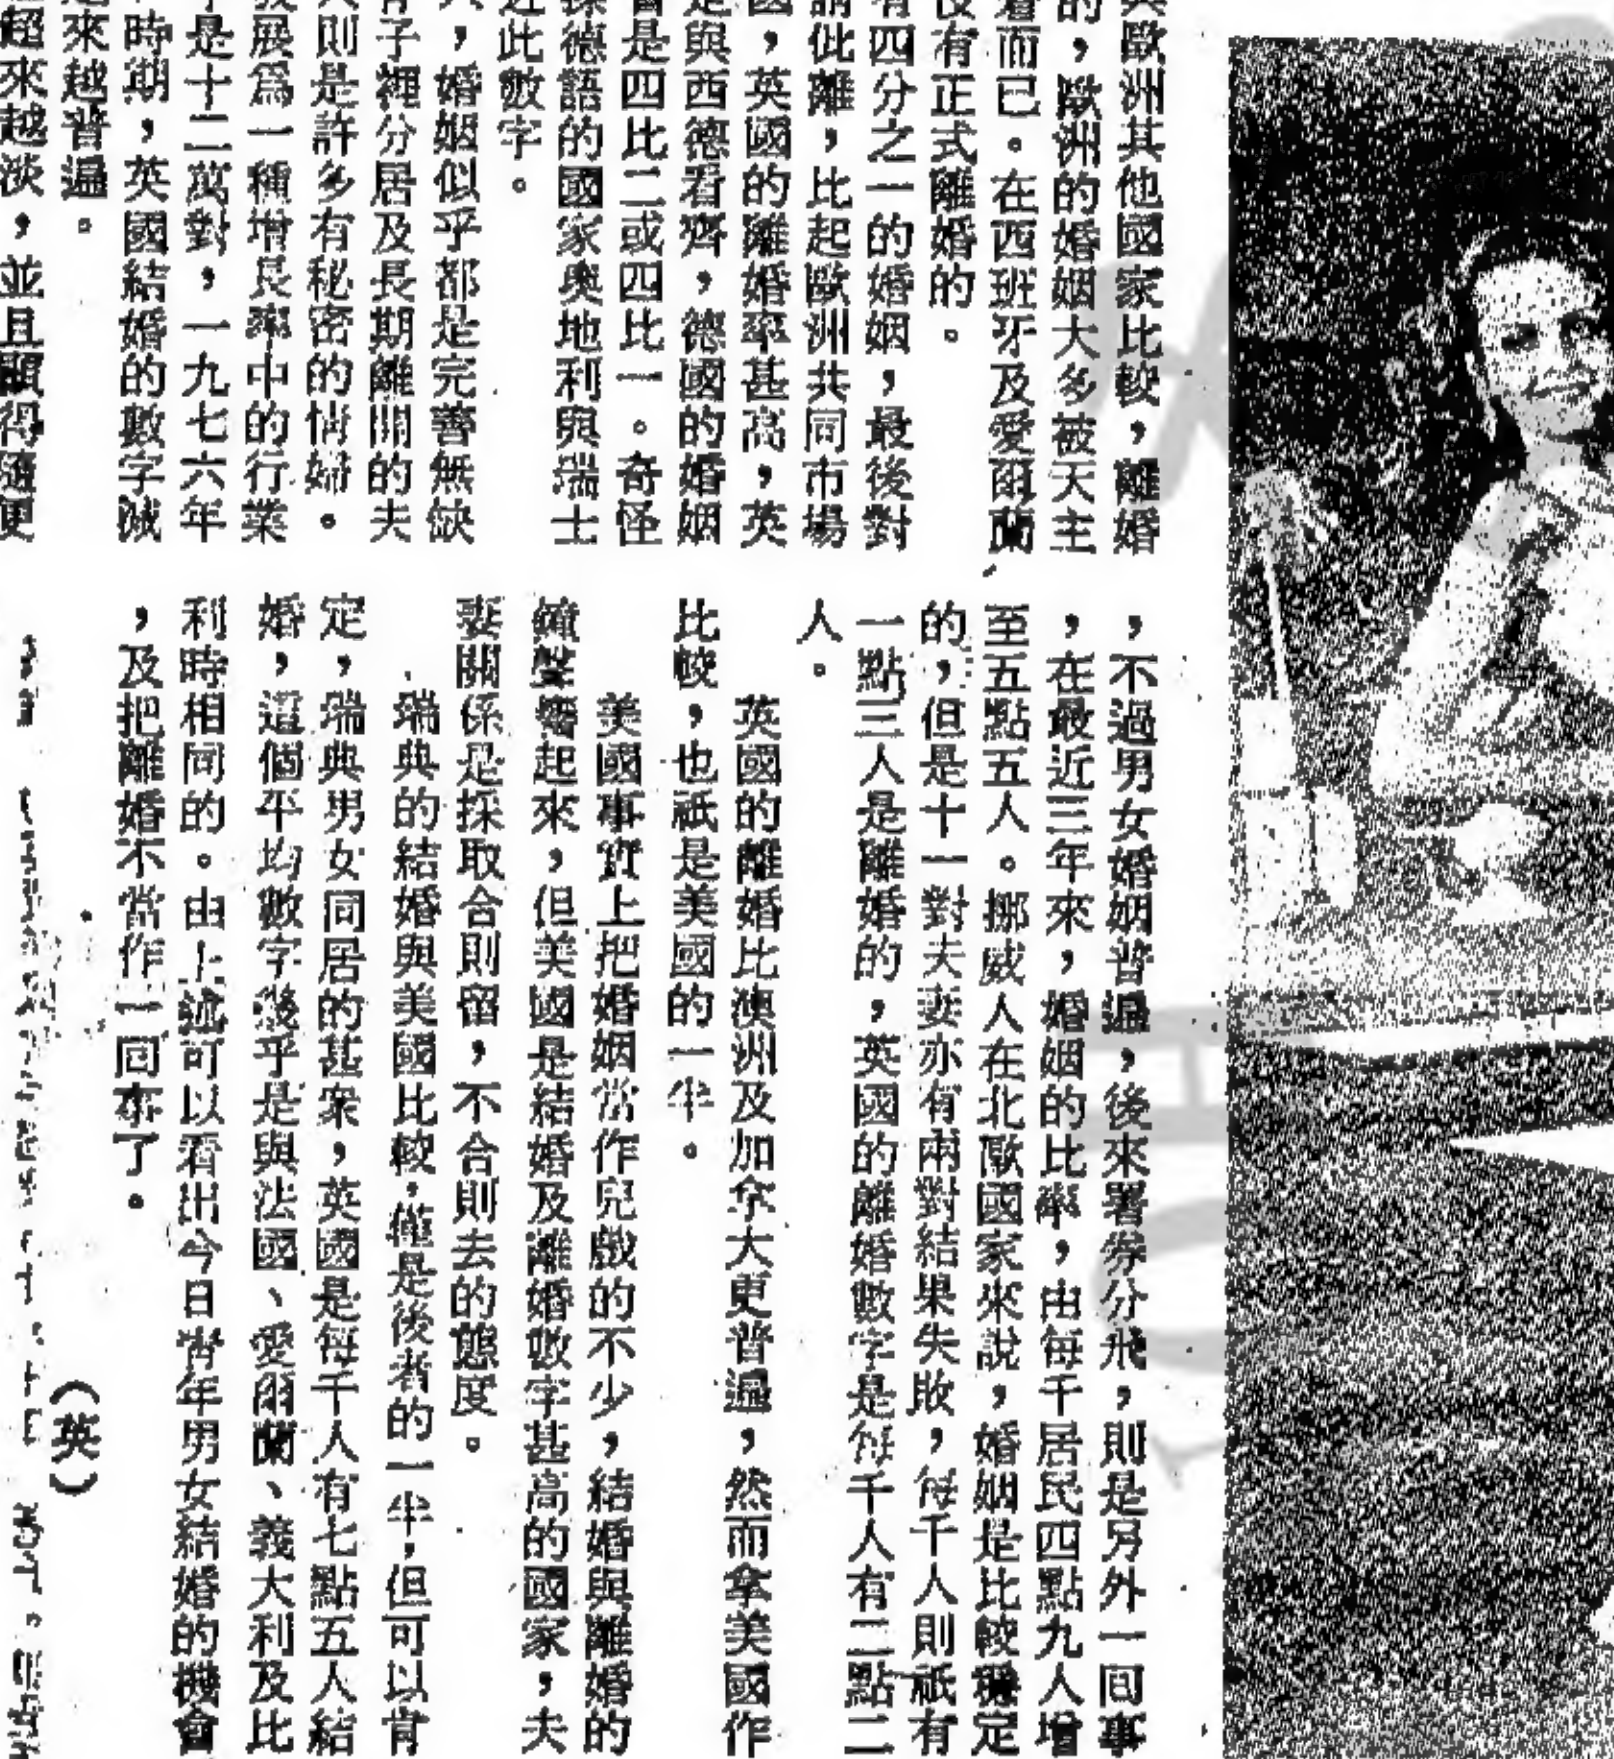 歐洲其他國家比較，離婚
的，歐洲的婚姻大多被天主
着而已。在西班牙及愛爾蘭
沒有正式離婚的。
有四分之一的婚姻，最後對
請仳離，比起歐洲共同市場
國，英國的離婚率甚高，英
是與西德看齊，德國的婚姻
是四比二或四比一。奇怪
操德語的國家奧地利與瑞士
近此數字。
，婚姻似乎都是完善無缺
子裡分居及長期離開的夫
則是許多有秘密的情婦。
發展爲一種增長率中的行業
是十二萬對，一九七六年
時期，英國結婚的數字減
越來越普遍。
超來越淡，並且顯得隨便
，不過男女婚姻普遍，後來署券分飛，則是另外一回事
，在最近三年來，婚姻的比率，由每千居民四點九人增
至五點五人。挪威人在北歐國家來說，婚姻是比較穩定
的，但是十一對夫妻亦有兩對結果失敗，每千人則祇有
一點三人是離婚的，英國的離婚數字是每千人有二點二
人。
英國的離婚比澳洲及加拿大更普遍，然而拿美國作
比較，也祇是美國的一半。
美國事實上把婚姻當作兒戲的不少，結婚與離婚的
起來，但美國是結婚及離婚數字甚高的國家，夫
妻關係是採取合則留，不合則去的態度。
瑞典的結婚與美國比較，僅是後者的一半，但可以肯
定，瑞典男女同居的甚衆，英國是每千人有七點五人結
婚，這個平均數字幾乎是與法國、愛爾蘭、義大利及比
利時相同的。由上述可以看出今日青年男女結婚的機會
，及把離婚不當作一回事了。
（英）